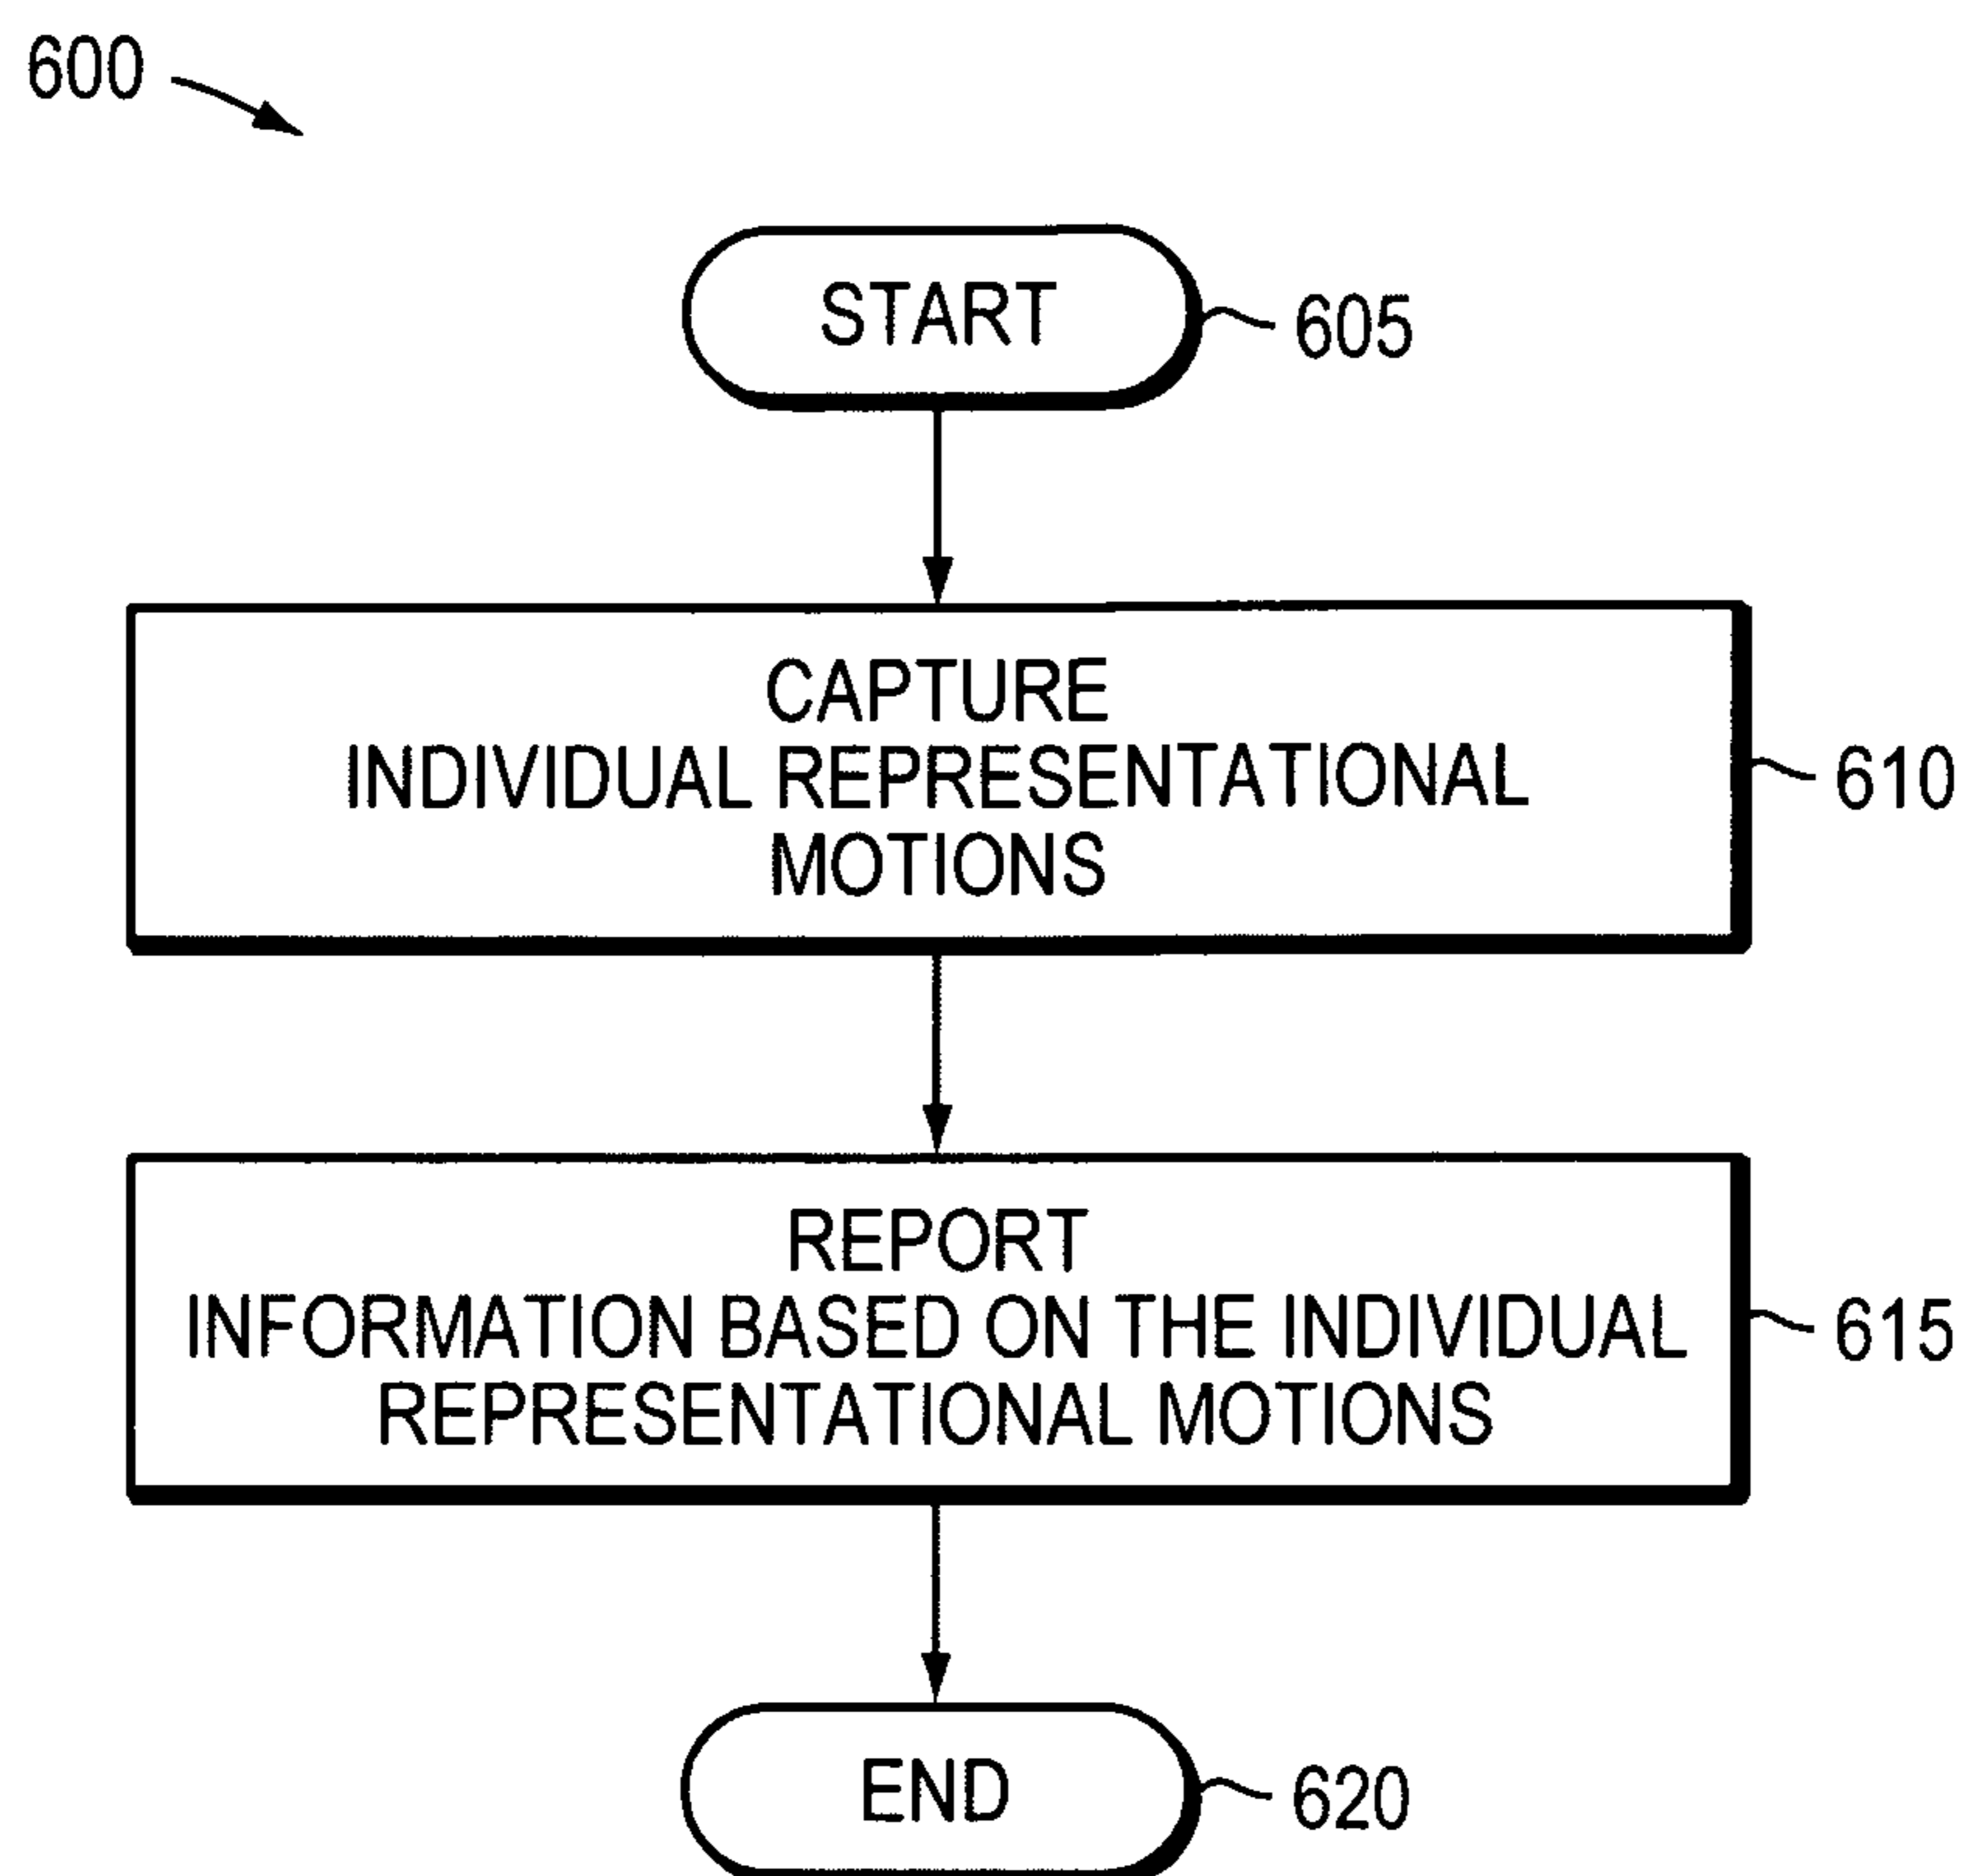 600
START
605
CAPTURE
INDIVIDUAL REPRESENTATIONAL
MOTIONS
610
REPORT
INFORMATION BASED ON THE INDIVIDUAL
REPRESENTATIONAL MOTIONS
615
END
620